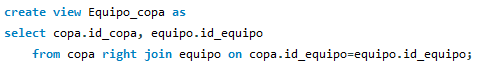 create view Equipo_copa as
select copa.id_copa, equipo.id_equipo
    from copa right join equipo on copa.id_equipo=equipo.id_equipo;